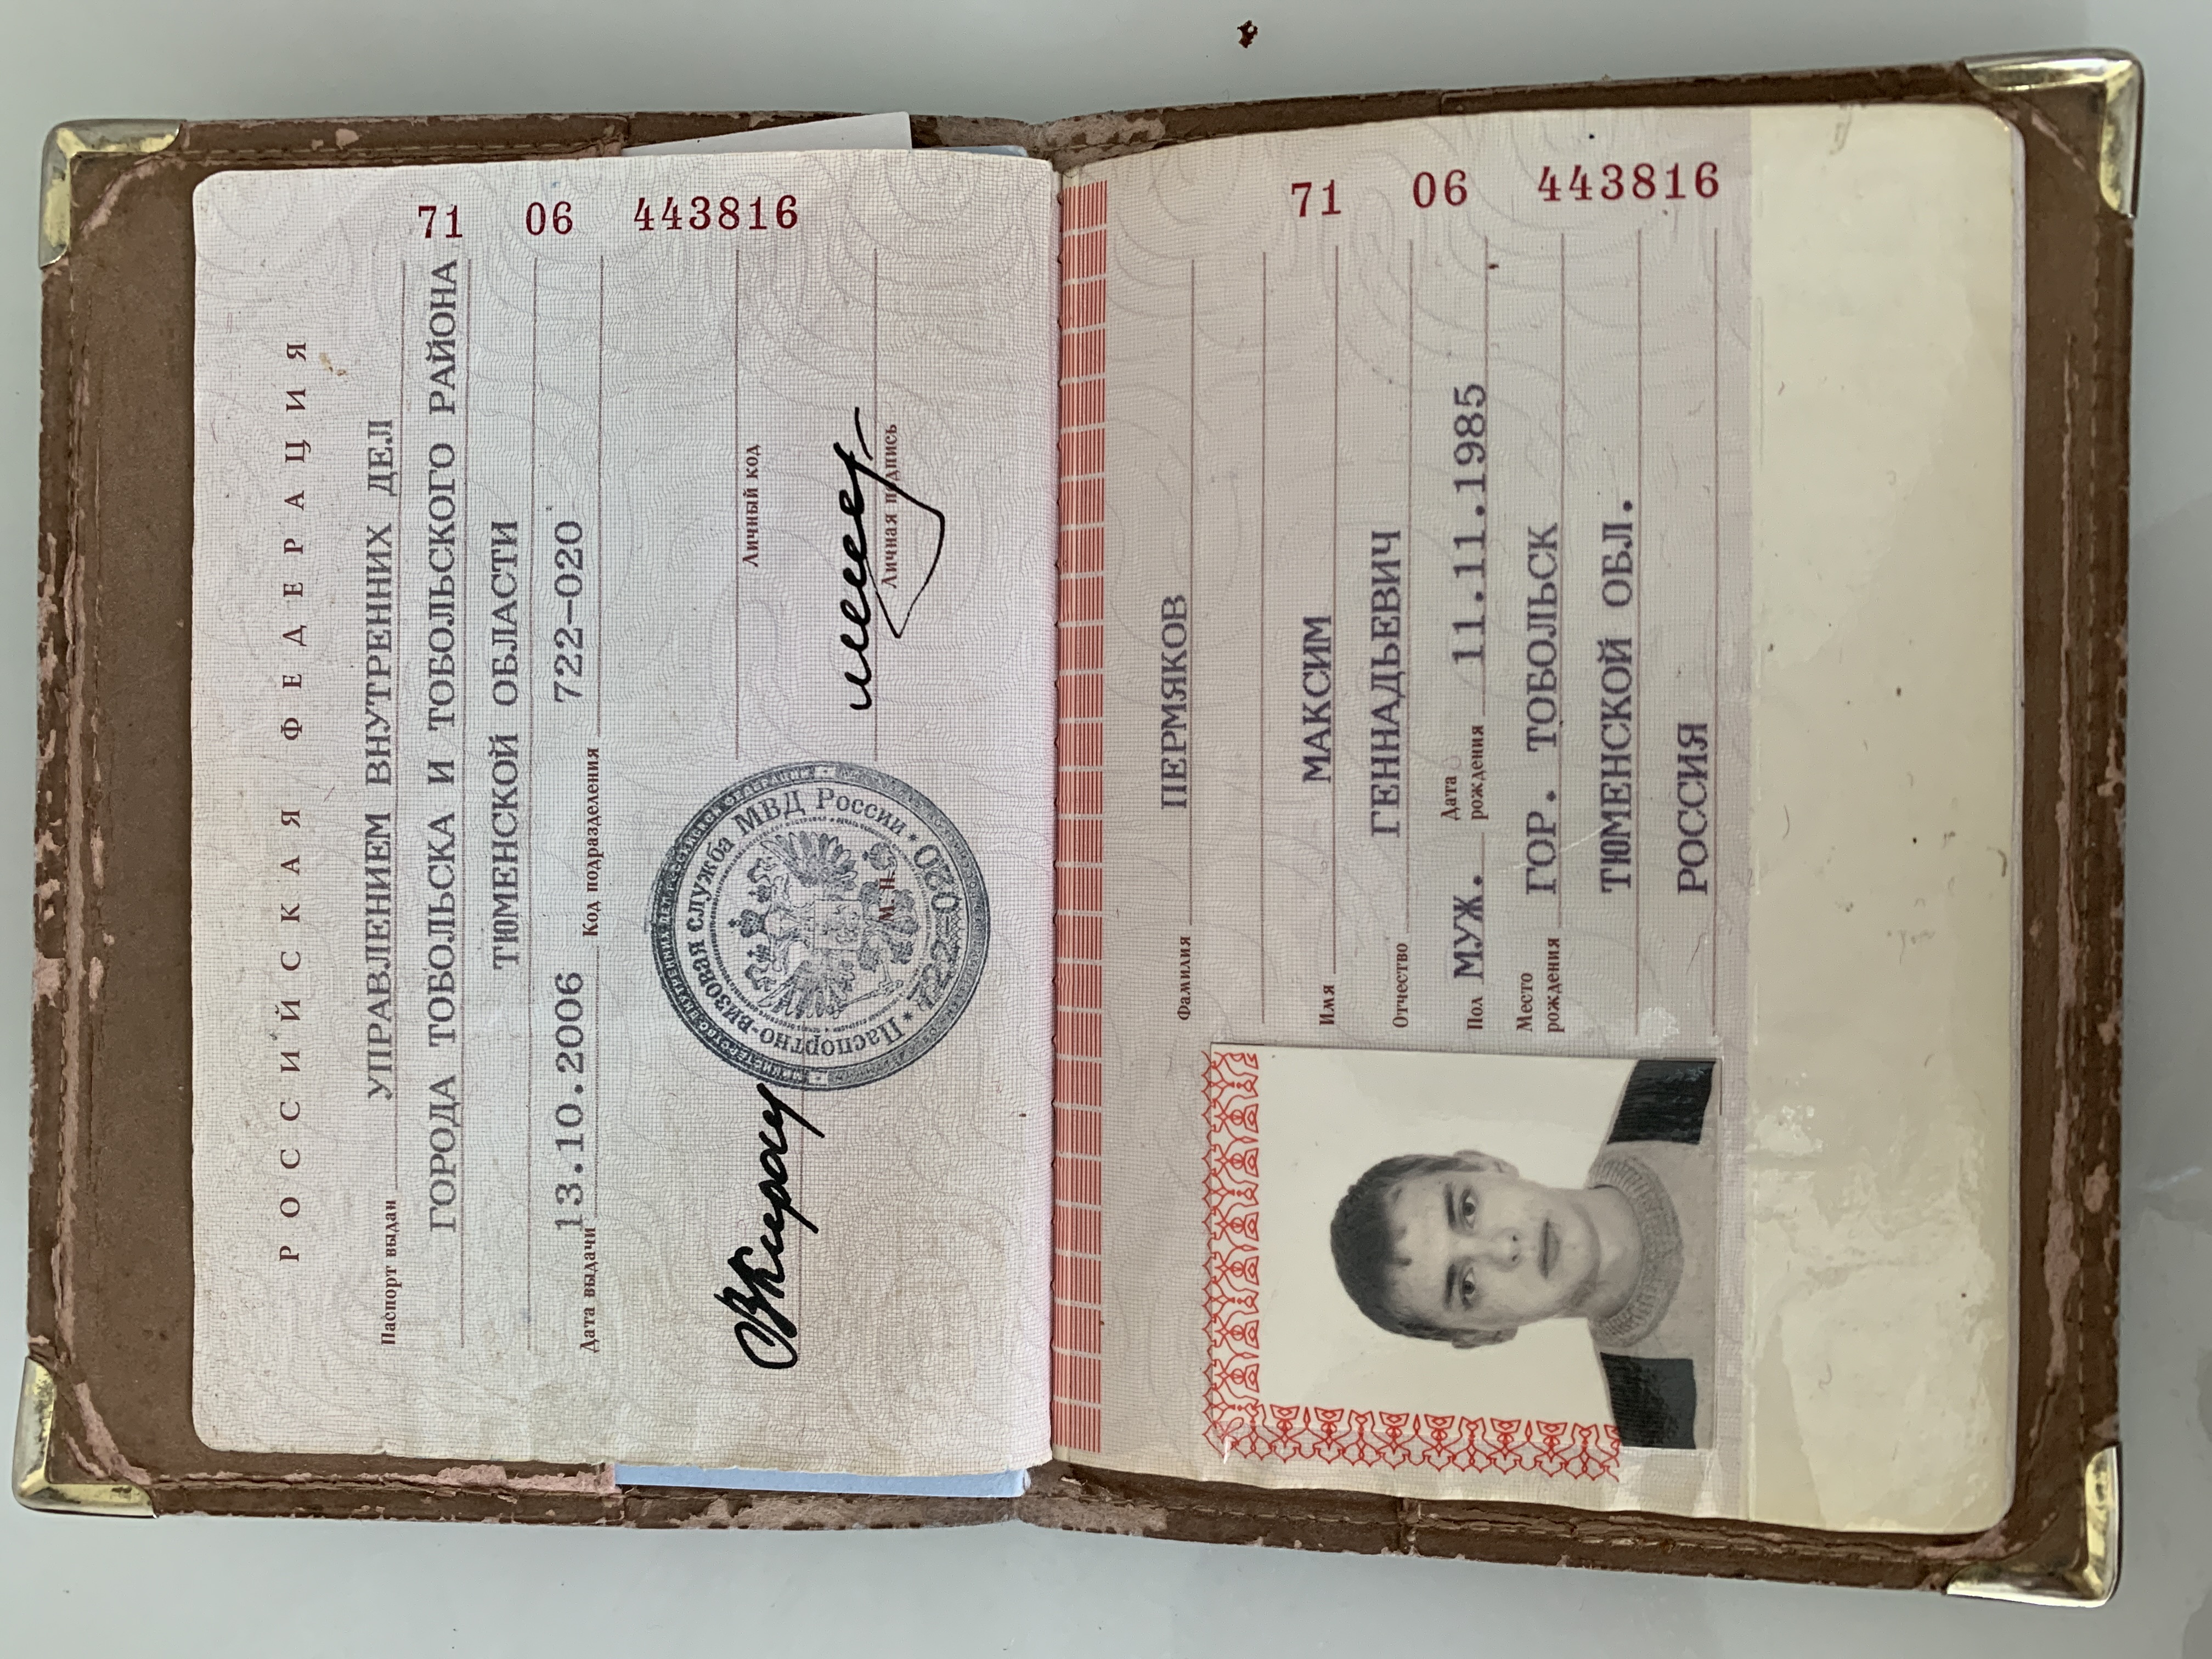 РОССИЙСКАЯ ФЕДЕРАЦИЯ
Паспорт выдан УПРАВЛЕНИЕМ ВНУТРЕННИХ ДЕЛ
ГОРОДА ТОБОЛЬСКА И ТОБОЛЬСКОГО РАЙОНА
ТЮМЕНСКОЙ ОБЛАСТИ
Дата выдачи 13.10.2006 Код подразделения 722-020
71 06 443816
Паспортно-визовая служба МВД России
722-020
М. П.
Личный код
Личная подпись
Фамилия ПЕРМЯКОВ
Имя МАКСИМ
Отчество ГЕННАДЬЕВИЧ
Пол МУЖ. Дата рождения 11.11.1985
Место рождения ГОР. ТОБОЛЬСК
ТЮМЕНСКОЙ ОБЛ.
РОССИЯ
71 06 443816